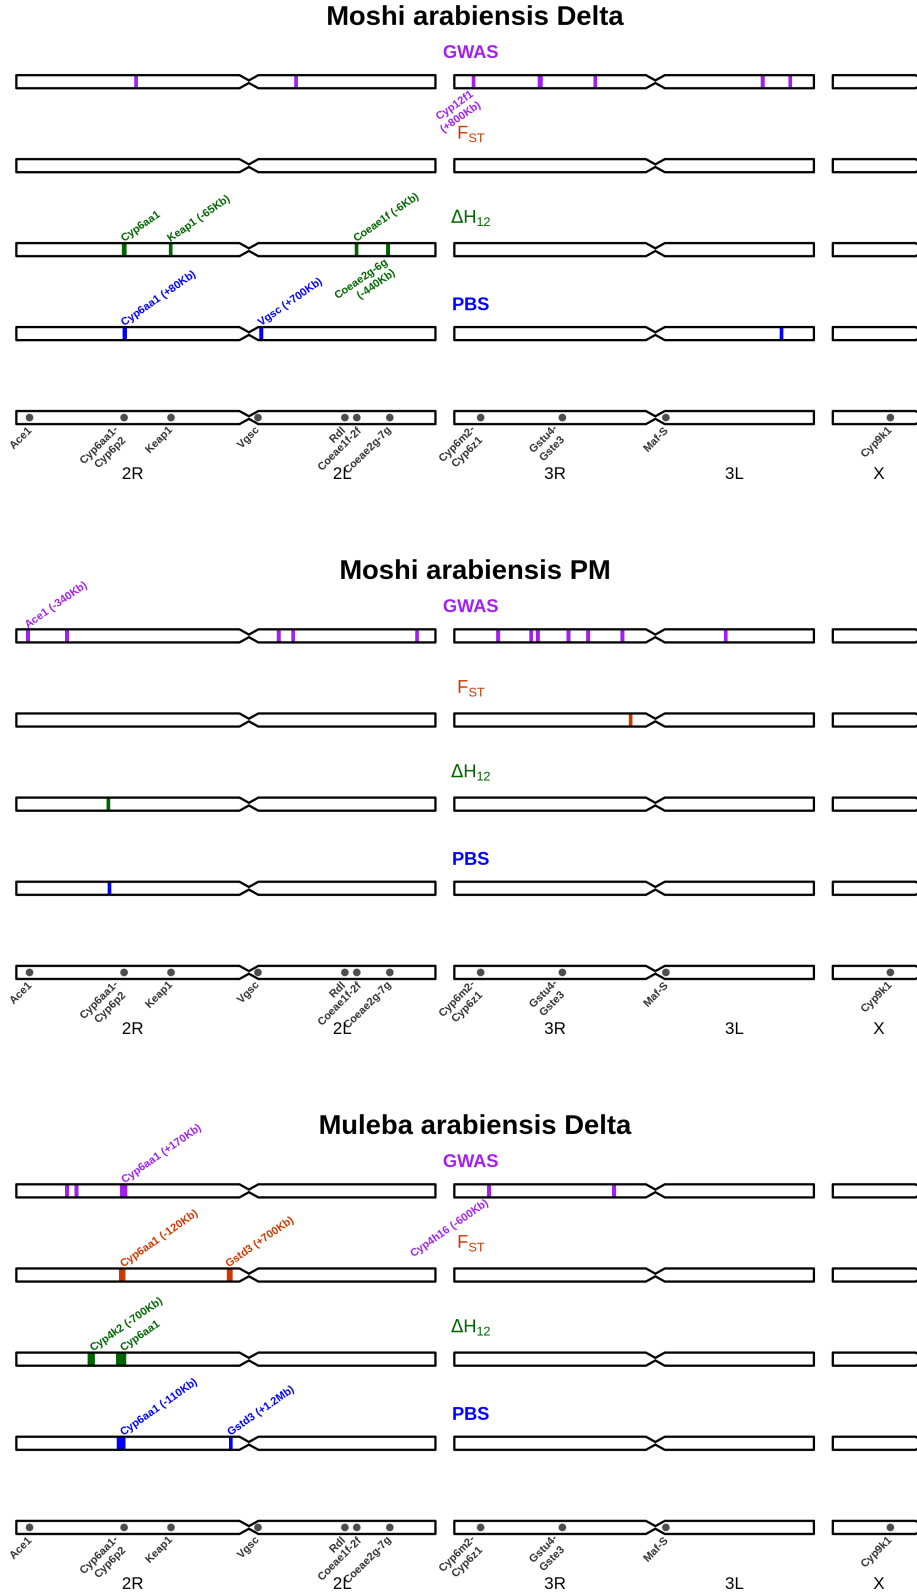 Moshi arabiensis Delta
GWAS
Cyp12f1
(+800Kb)
FST
Cyp6aa1
Keap1 (-65Kb)
Coeae1f (-6Kb)
ΔH12
Coeae2g-6g
(-440Kb)
Cyp6aa1 (+80Kb)
Vgsc (+700Kb)
PBS
Ace1
Cyp6aa1-
Cyp6p2
Keap1
Vgsc
Rdl
Coeae1f-2f
Coeae2g-7g
Cyp6m2-
Cyp6z1
Gstu4-
Gste3
Maf-S
Cyp9k1
2R
2L
3R
3L
X
Moshi arabiensis PM
Ace1 (-340Kb)
GWAS
FST
ΔH12
PBS
Ace1
Cyp6aa1-
Cyp6p2
Keap1
Vgsc
Rdl
Coeae1f-2f
Coeae2g-7g
Cyp6m2-
Cyp6z1
Gstu4-
Gste3
Maf-S
Cyp9k1
2R
2L
3R
3L
X
Muleba arabiensis Delta
Cyp6aa1 (+170Kb)
GWAS
Cyp4h16 (-600Kb)
Cyp6aa1 (-120Kb)
Gstd3 (+700Kb)
FST
Cyp4k2 (-700Kb)
Cyp6aa1
ΔH12
Cyp6aa1 (-110Kb)
Gstd3 (+1.2Mb)
PBS
Ace1
Cyp6aa1-
Cyp6p2
Keap1
Vgsc
Rdl
Coeae1f-2f
Coeae2g-7g
Cyp6m2-
Cyp6z1
Gstu4-
Gste3
Maf-S
Cyp9k1
2R
2L
3R
3L
X